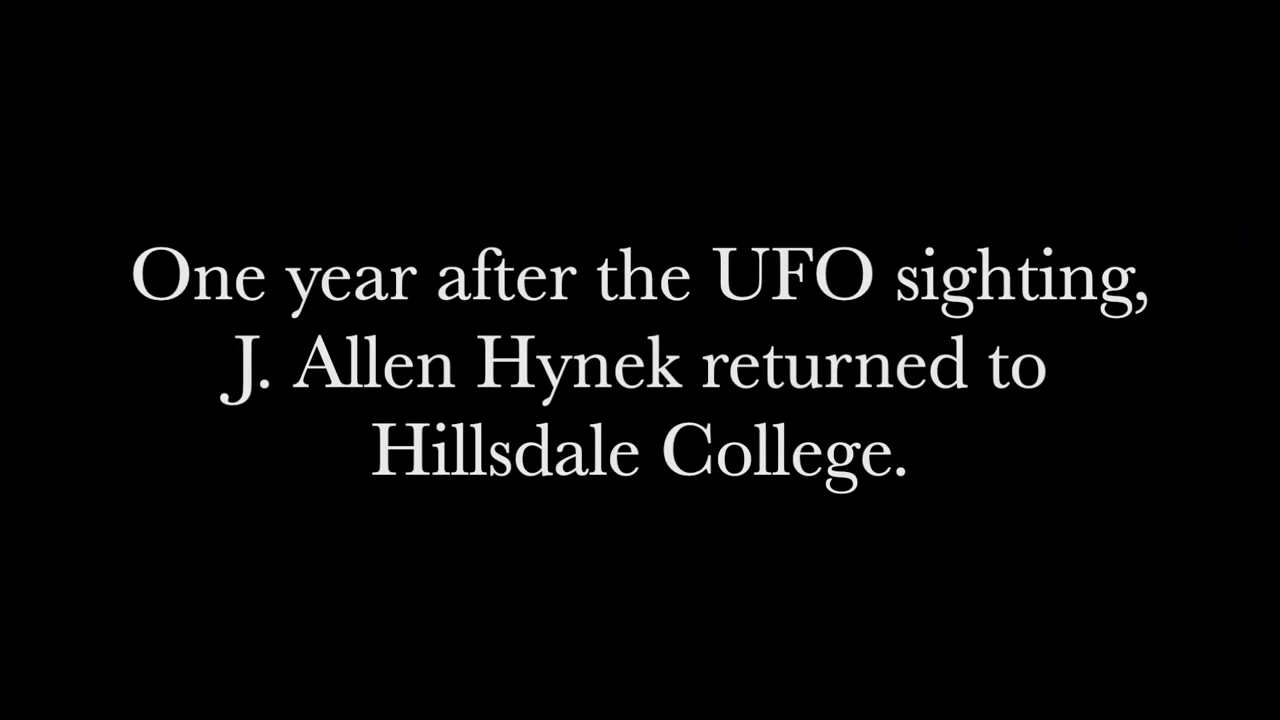 One year after the UFO sighting,
J. Allen Hynek returned to
Hillsdale College.